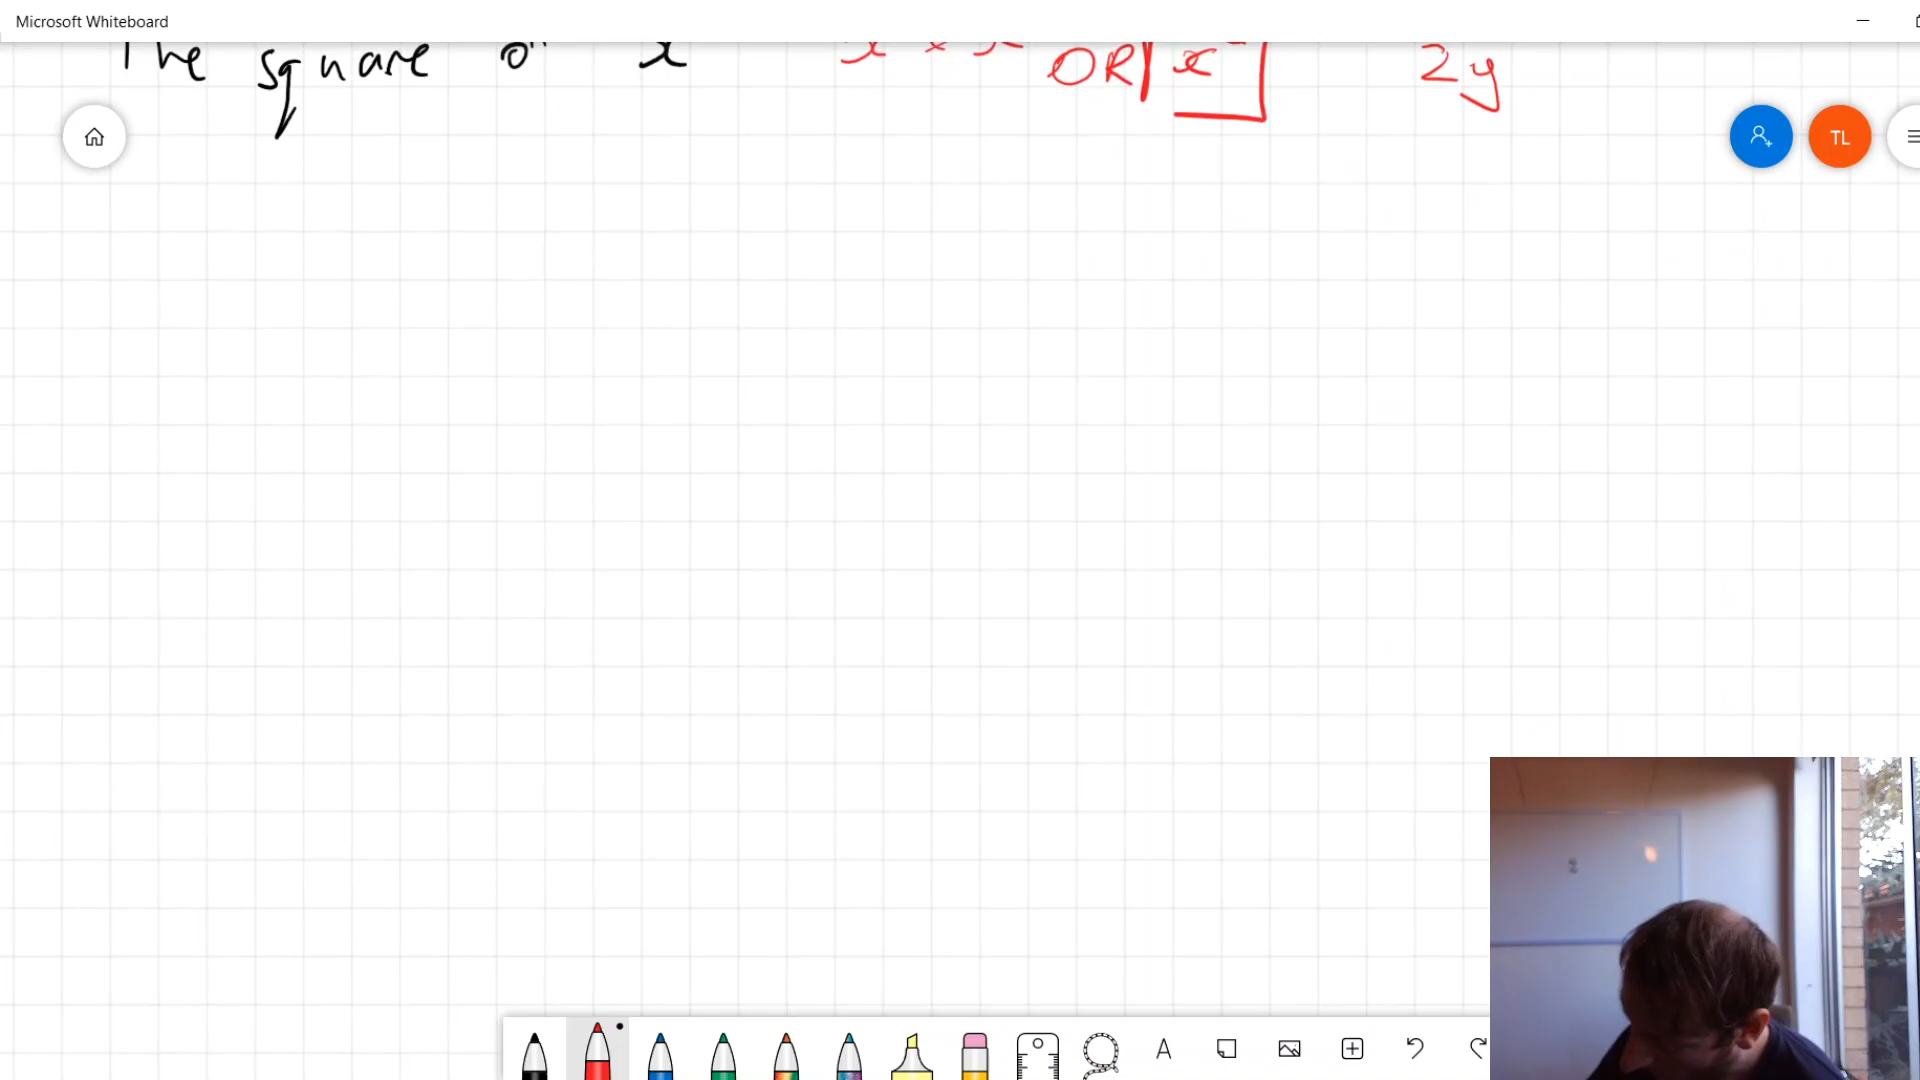 Microsoft Whiteboard
The square of x x × x OR x² 2y
TL
A